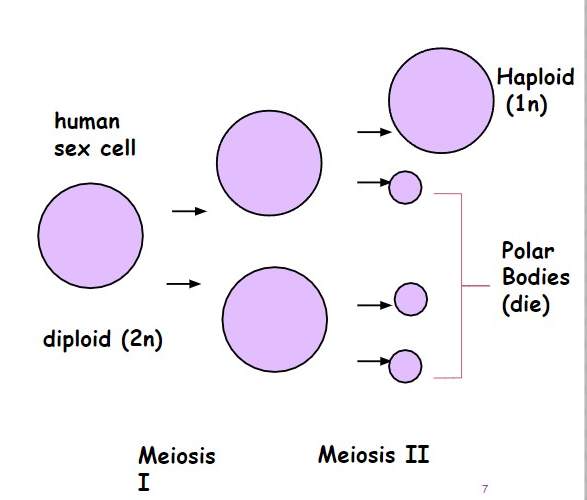 human
sex cell
diploid (2n)
Haploid
(1n)
Polar
Bodies
(die)
Meiosis
I
Meiosis II
7